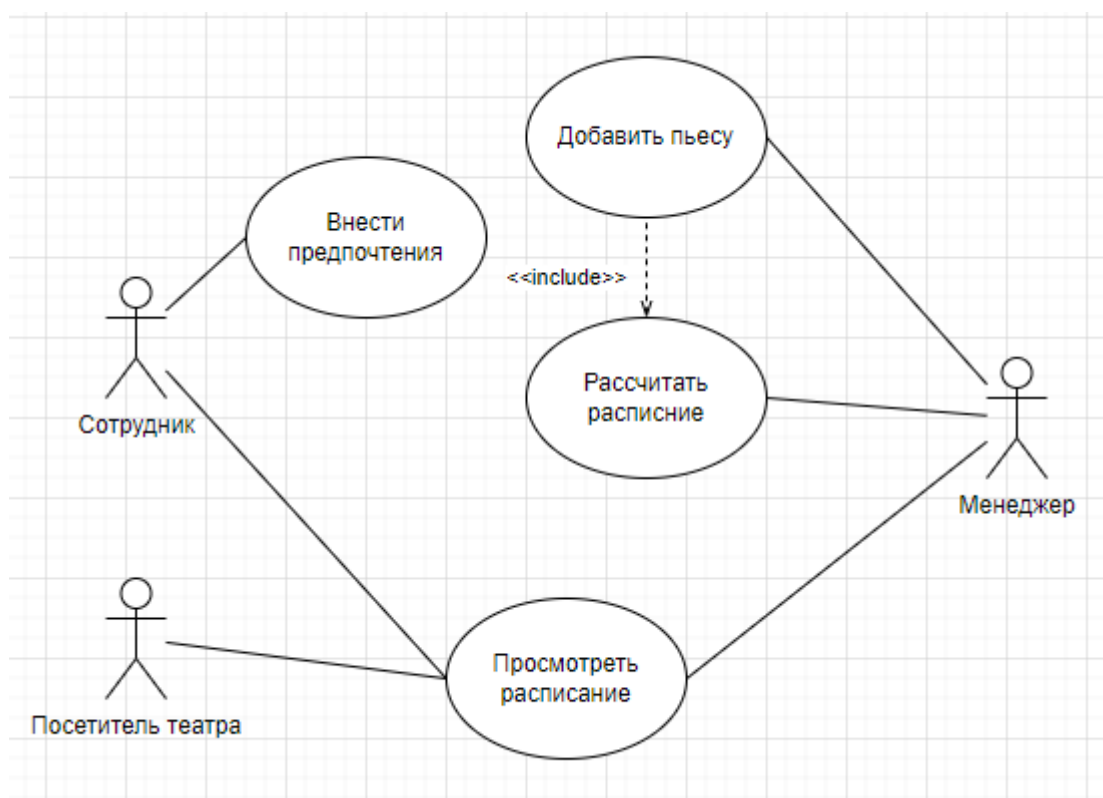 Добавить пьесу
Внести
предпочтения
<<include>>
Рассчитать
расписние
Сотрудник
Менеджер
Просмотреть
расписание
Посетитель театра